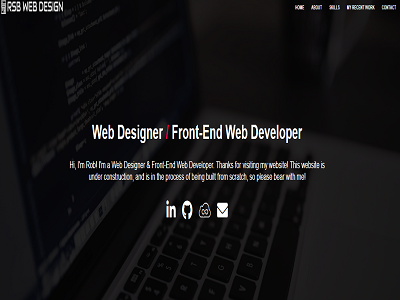 RSB WEB DESIGN
HOME ABOUT SKILLS MY RECENT WORK CONTACT
Web Designer / Front-End Web Developer
Hi, I'm Rob! I'm a Web Designer & Front-End Web Developer. Thanks for visiting my website! This website is
under construction, and is in the process of being built from scratch, so please bear with me!
in